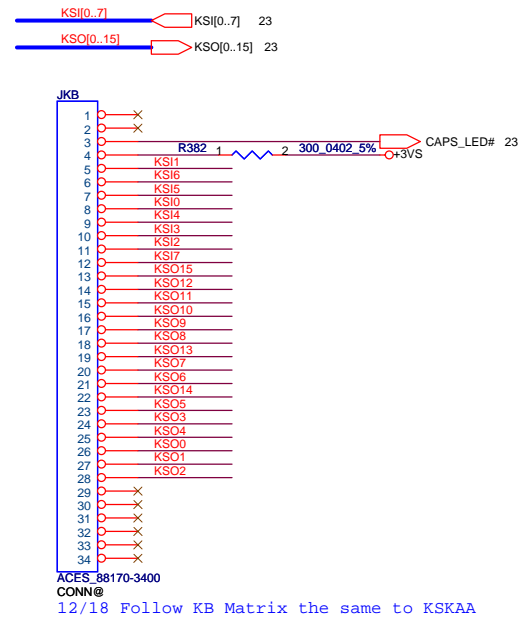 KSI[0..7] KSI[0..7] 23
KSO[0..15] KSO[0..15] 23
JKB
1
2
3 CAPS_LED# 23
4 R382 1 2 300_0402_5% +3VS
5 KSI1
6 KSI6
7 KSI5
8 KSI0
9 KSI4
10 KSI3
11 KSI2
12 KSI7
13 KSO15
14 KSO12
15 KSO11
16 KSO10
17 KSO9
18 KSO8
19 KSO13
20 KSO7
21 KSO6
22 KSO14
23 KSO5
24 KSO3
25 KSO4
26 KSO0
27 KSO1
28 KSO2
29
30
31
32
33
34
ACES_88170-3400
CONN@
12/18 Follow KB Matrix the same to KSKAA